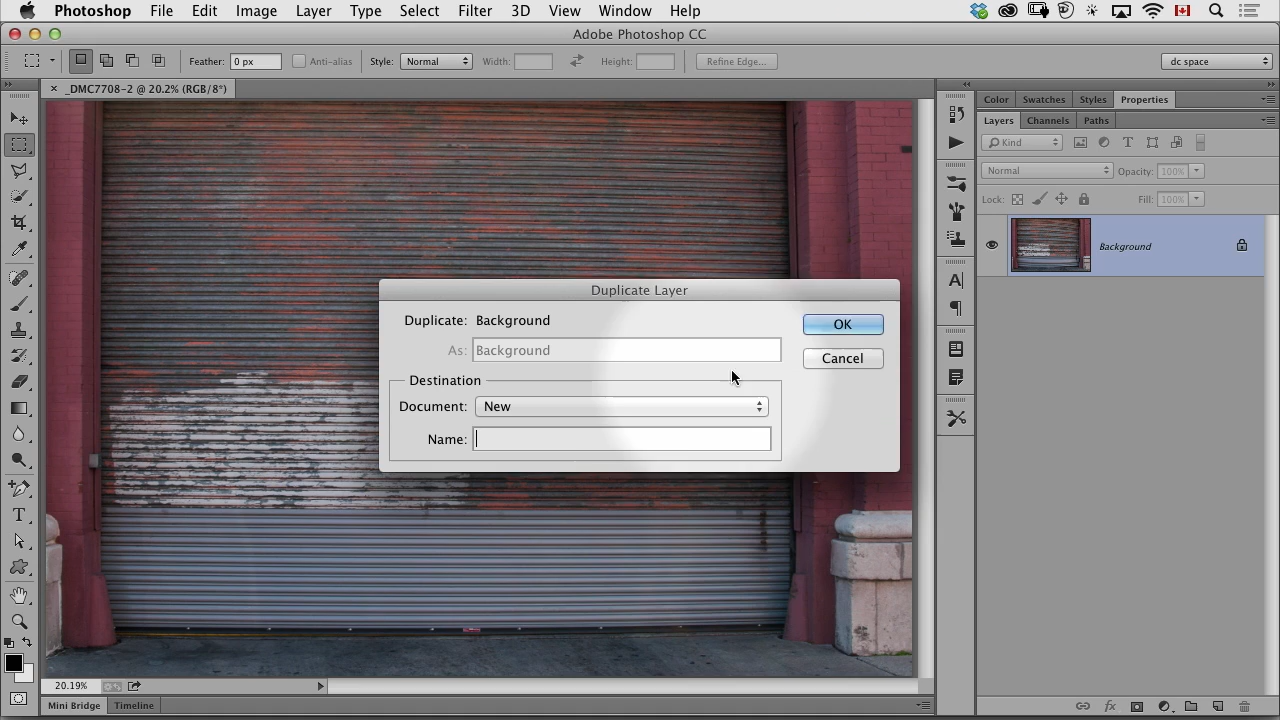 Photoshop File Edit Image Layer Type Select Filter 3D View Window Help
Adobe Photoshop CC
Feather: 0 px Anti-alias Style: Normal Width: Height: Refine Edge... dc space
_DMC7708-2 @ 20.2% (RGB/8*)
Color Swatches Styles Properties
Layers Channels Paths
Kind
Normal Opacity: 100%
Lock: Fill: 100%
Background
Duplicate Layer
Duplicate: Background
OK
As: Background
Cancel
Destination
Document: New
Name:
20.19%
Mini Bridge Timeline